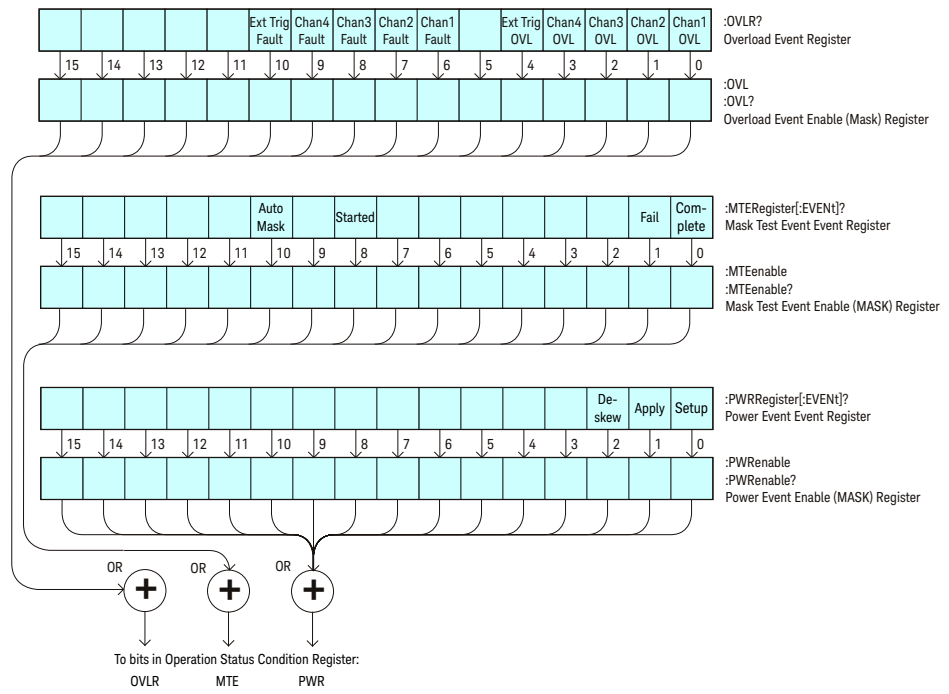 Ext Trig Fault
Chan4 Fault
Chan3 Fault
Chan2 Fault
Chan1 Fault
Ext Trig OVL
Chan4 OVL
Chan3 OVL
Chan2 OVL
Chan1 OVL
:OVLR?
Overload Event Register
15 14 13 12 11 10 9 8 7 6 5 4 3 2 1 0
:OVL
:OVL?
Overload Event Enable (Mask) Register
Auto Mask
Started
Fail
Com-
plete
:MTERegister[:EVENt]?
Mask Test Event Event Register
15 14 13 12 11 10 9 8 7 6 5 4 3 2 1 0
:MTEenable
:MTEenable?
Mask Test Event Enable (MASK) Register
De-
skew
Apply
Setup
:PWRRegister[:EVENt]?
Power Event Event Register
15 14 13 12 11 10 9 8 7 6 5 4 3 2 1 0
:PWRenable
:PWRenable?
Power Event Enable (MASK) Register
OR OR OR
+ + +
To bits in Operation Status Condition Register:
OVLR MTE PWR